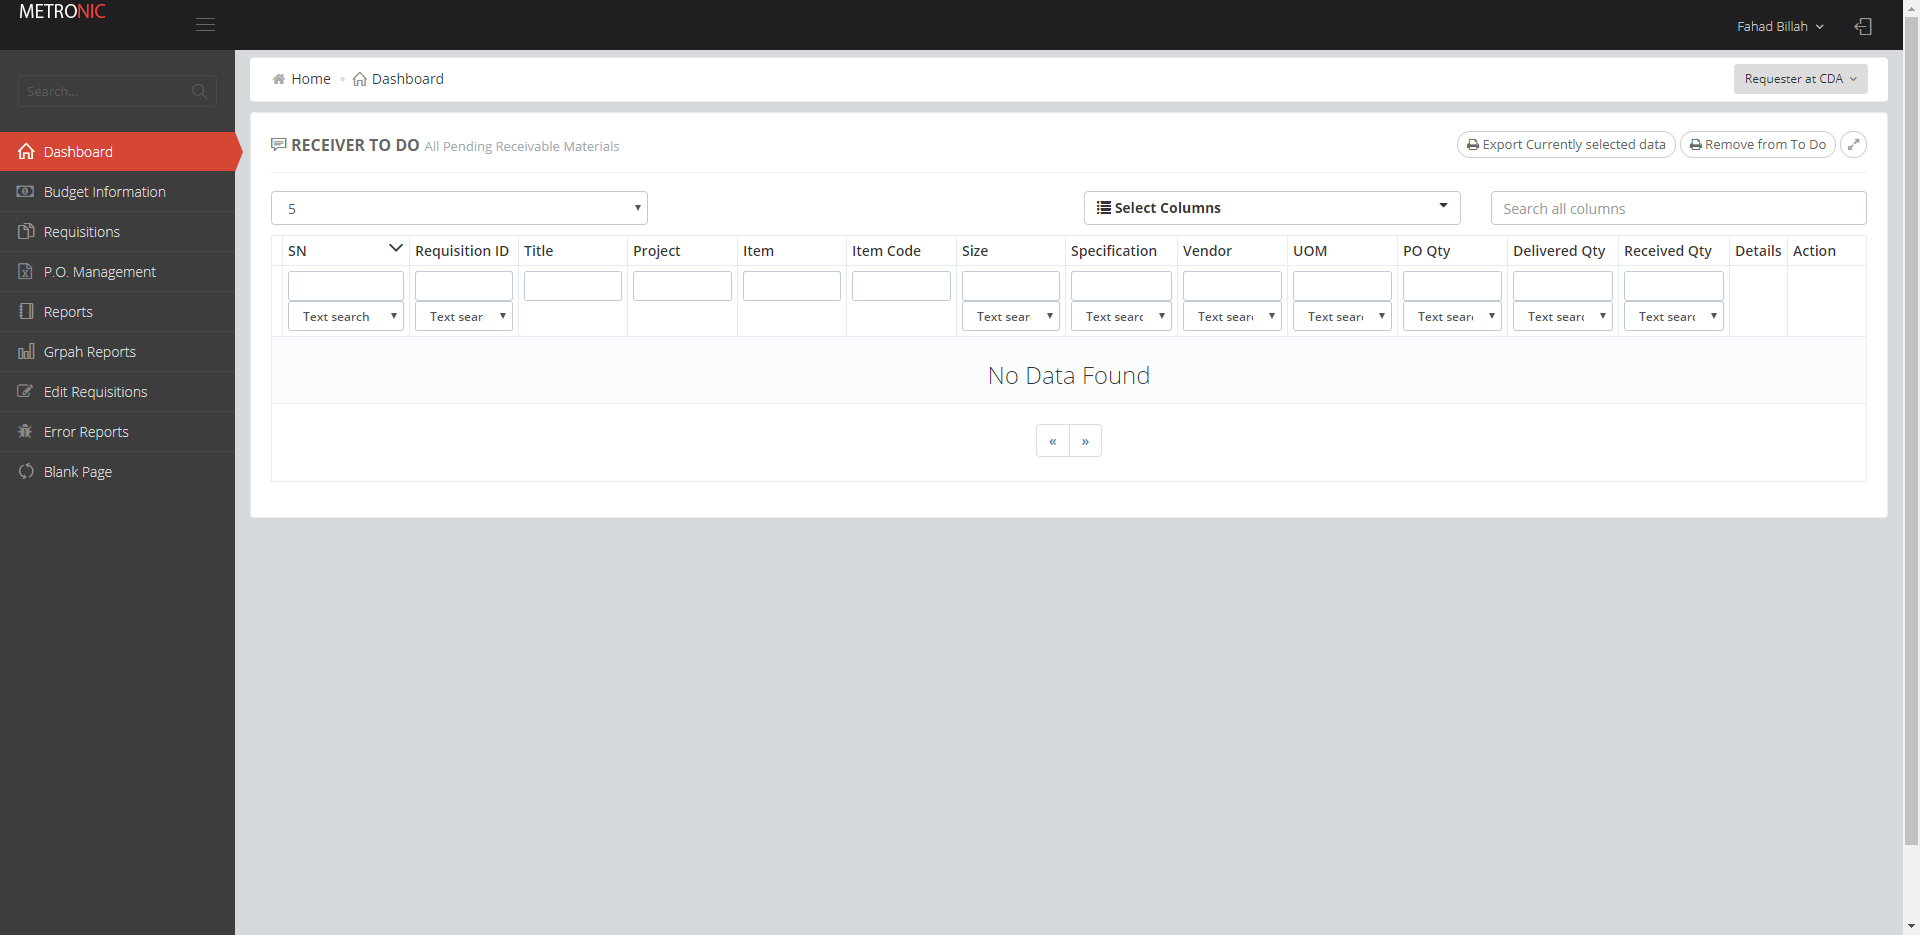 METRONIC
Fahad Billah
Search...
Home
Dashboard
Requester at CDA
Dashboard
Budget Information
Requisitions
P.O. Management
Reports
Grpah Reports
Edit Requisitions
Error Reports
Blank Page
RECEIVER TO DO All Pending Receivable Materials
Export Currently selected data
Remove from To Do
5
Select Columns
Search all columns
SN Requisition ID Title Project Item Item Code Size Specification Vendor UOM PO Qty Delivered Qty Received Qty Details Action
Text search Text sear Text sear Text searc Text searc Text searc Text searc Text searc Text searc
No Data Found
« »